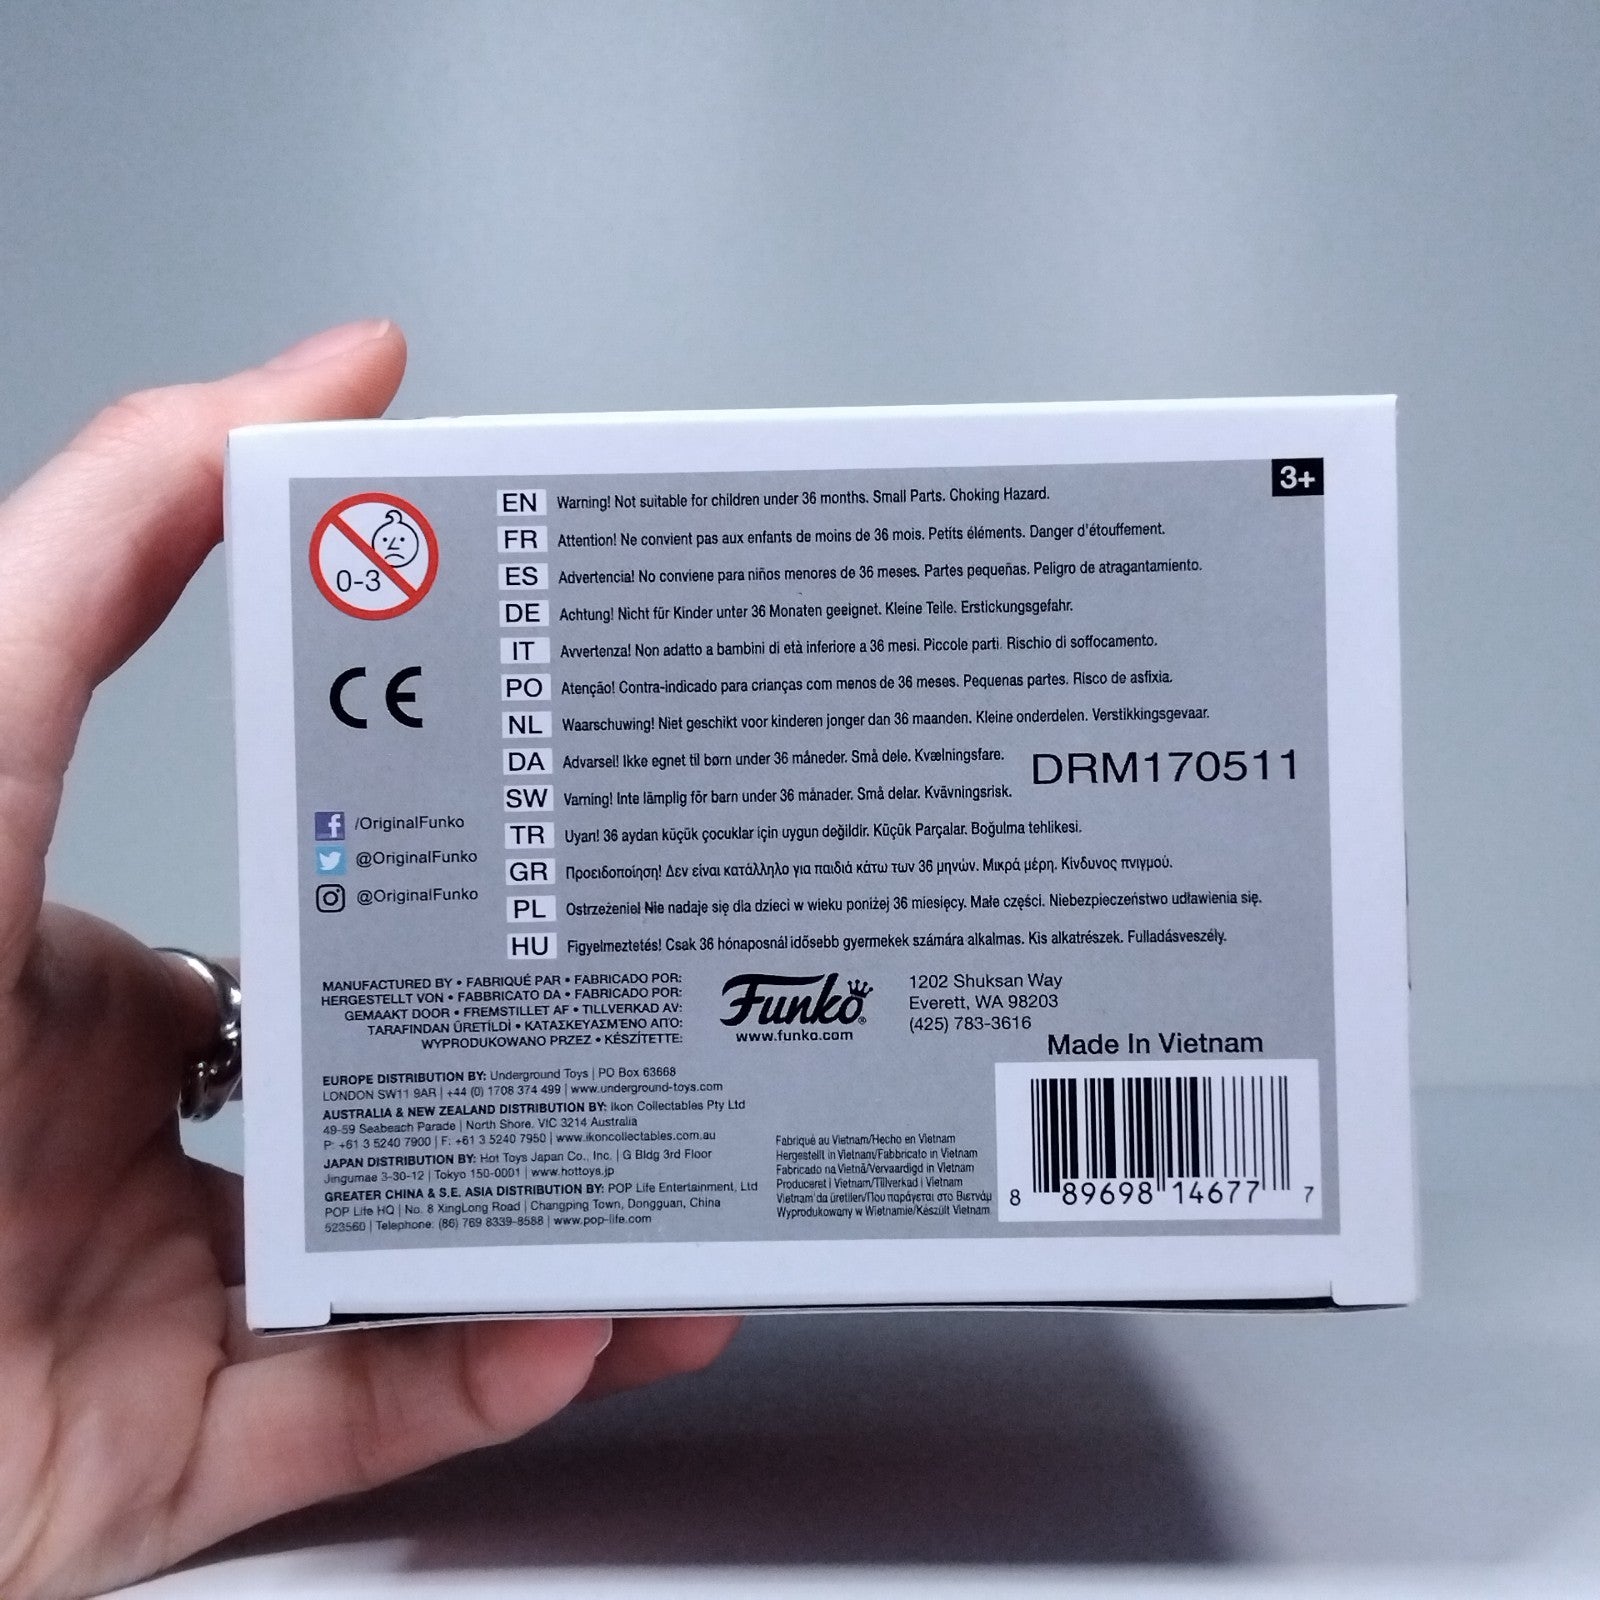 3+
0-3
CE
EN Warning! Not suitable for children under 36 months. Small Parts. Choking Hazard.
FR Attention! Ne convient pas aux enfants de moins de 36 mois. Petits éléments. Danger d'étouffement.
ES Advertencia! No conviene para niños menores de 36 meses. Partes pequeñas. Peligro de atragantamiento.
DE Achtung! Nicht für Kinder unter 36 Monaten geeignet. Kleine Teile. Erstickungsgefahr.
IT Avvertenza! Non adatto a bambini di età inferiore a 36 mesi. Piccole parti. Rischio di soffocamento.
PO Atenção! Contra-indicado para crianças com menos de 36 meses. Pequenas partes. Risco de asfixia.
NL Waarschuwing! Niet geschikt voor kinderen jonger dan 36 maanden. Kleine onderdelen. Verstikkingsgevaar.
DA Advarsel! Ikke egnet til børn under 36 måneder. Små dele. Kvælningsfare.
DRM170511
SW Varning! Inte lämplig för barn under 36 månader. Små delar. Kvävningsrisk.
TR Uyarı! 36 aydan küçük çocuklar için uygun değildir. Küçük Parçalar. Boğulma tehlikesi.
GR Προειδοποίηση! Δεν είναι κατάλληλο για παιδιά κάτω των 36 μηνών. Μικρά μέρη. Κίνδυνος πνιγμού.
PL Ostrzeżenie! Nie nadaje się dla dzieci w wieku poniżej 36 miesięcy. Małe części. Niebezpieczeństwo udławienia się.
HU Figyelmeztetés! Csak 36 hónaposnál idősebb gyermekek számára alkalmas. Kis alkatrészek. Fulladásveszély.
/OriginalFunko
@OriginalFunko
@OriginalFunko
MANUFACTURED BY • FABRIQUÉ PAR • FABRICADO POR:
HERGESTELLT VON • FABBRICATO DA • FABRICADO POR:
GEMAAKT DOOR • FREMSTILLET AF • TILLVERKAD AV:
TARAFINDAN ÜRETİLDİ • ΚΑΤΑΣΚΕΥΑΣΜΈΝΟ ΑΠΌ:
WYPRODUKOWANO PRZEZ • KÉSZÍTETTE:
Funko
www.funko.com
1202 Shuksan Way
Everett, WA 98203
(425) 783-3616
Made In Vietnam
EUROPE DISTRIBUTION BY: Underground Toys | PO Box 63668
LONDON SW11 9AR | +44 (0) 1708 374 499 | www.underground-toys.com
AUSTRALIA & NEW ZEALAND DISTRIBUTION BY: Ikon Collectables Pty Ltd
49-59 Seabeach Parade | North Shore. VIC 3214 Australia
P: +61 3 5240 7900 | F: +61 3 5240 7950 | www.ikoncollectables.com.au
JAPAN DISTRIBUTION BY: Hot Toys Japan Co., Inc. | G Bldg 3rd Floor
Jingumae 3-30-12 | Tokyo 150-0001 | www.hottoys.jp
GREATER CHINA & S.E. ASIA DISTRIBUTION BY: POP Life Entertainment, Ltd
POP Life HQ | No. 8 XingLong Road | Changping Town, Dongguan, China
523560 | Telephone: (86) 769 8339-8588 | www.pop-life.com
Fabriqué au Vietnam/Hecho en Vietnam
Hergestellt in Vietnam/Fabbricato in Vietnam
Fabricado na Vietnã/Vervaardigd in Vietnam
Produceret i Vietnam/Tillverkad i Vietnam
Vietnam'da üretilen/Που παράγεται στο Βιετνάμ
Wyprodukowany w Wietnamie/Készült Vietnam
8 89698 14677 7